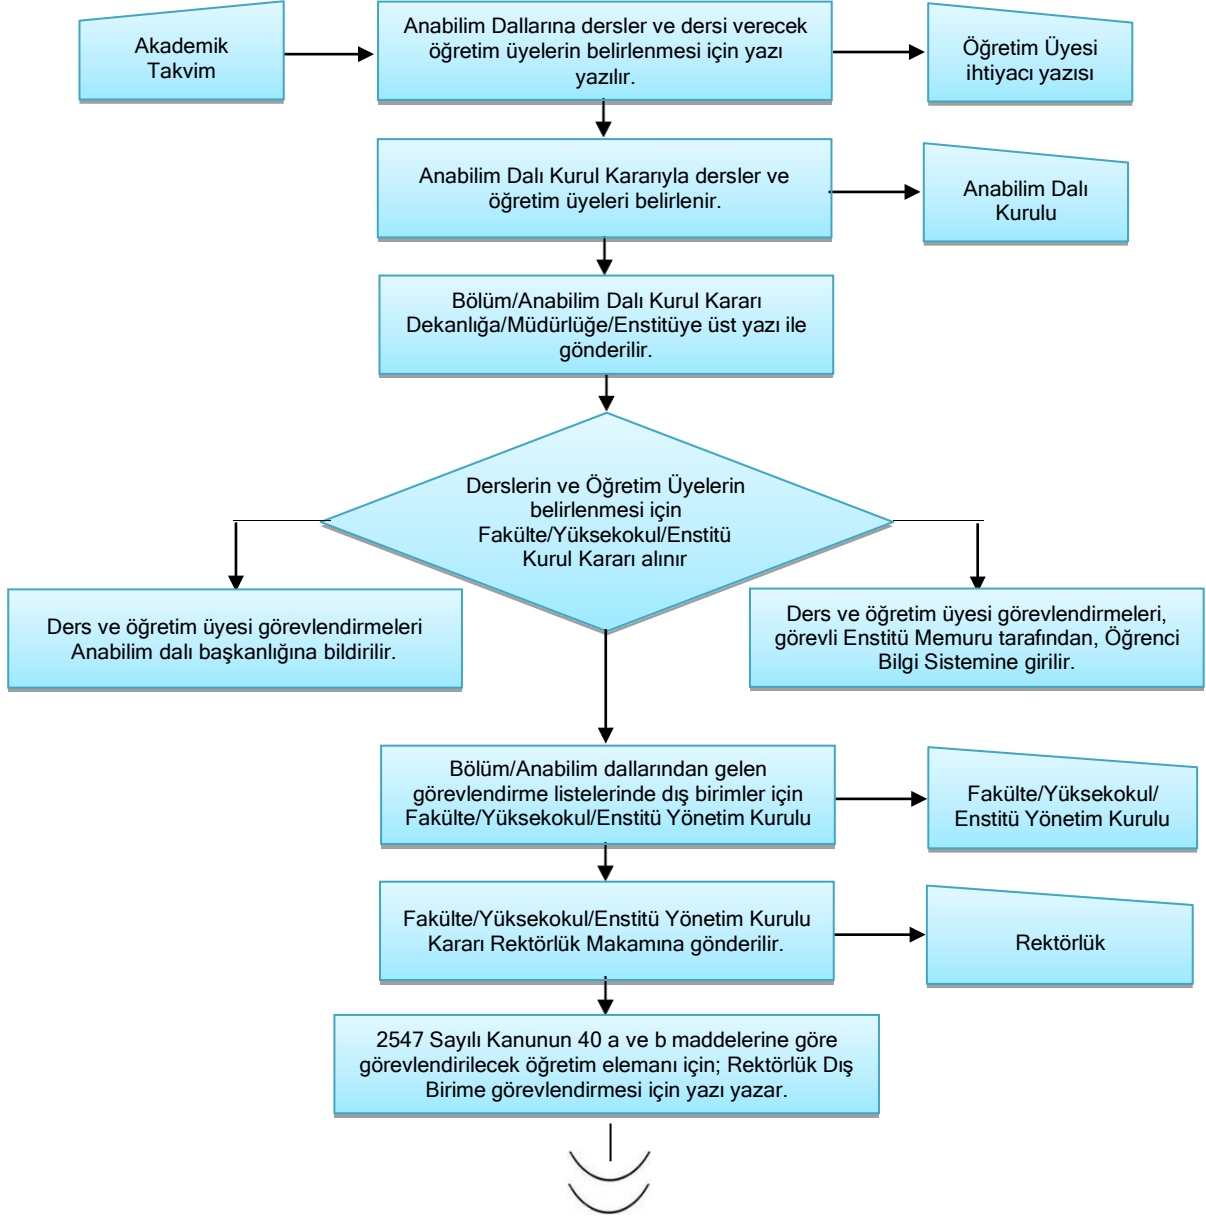 Akademik
Takvim
Anabilim Dallarına dersler ve dersi verecek
öğretim üyelerin belirlenmesi için yazı
yazılır.
Öğretim Üyesi
ihtiyacı yazısı
Anabilim Dalı Kurul Kararıyla dersler ve
öğretim üyeleri belirlenir.
Anabilim Dalı
Kurulu
Bölüm/Anabilim Dalı Kurul Kararı
Dekanlığa/Müdürlüğe/Enstitüye üst yazı ile
gönderilir.
Derslerin ve Öğretim Üyelerin
belirlenmesi için
Fakülte/Yüksekokul/Enstitü
Kurul Kararı alınır
Ders ve öğretim üyesi görevlendirmeleri
Anabilim dalı başkanlığına bildirilir.
Ders ve öğretim üyesi görevlendirmeleri,
görevli Enstitü Memuru tarafından, Öğrenci
Bilgi Sistemine girilir.
Bölüm/Anabilim dallarından gelen
görevlendirme listelerinde dış birimler için
Fakülte/Yüksekokul/Enstitü Yönetim Kurulu
Fakülte/Yüksekokul/
Enstitü Yönetim Kurulu
Fakülte/Yüksekokul/Enstitü Yönetim Kurulu
Kararı Rektörlük Makamına gönderilir.
Rektörlük
2547 Sayılı Kanunun 40 a ve b maddelerine göre
görevlendirilecek öğretim elemanı için; Rektörlük Dış
Birime görevlendirmesi için yazı yazar.